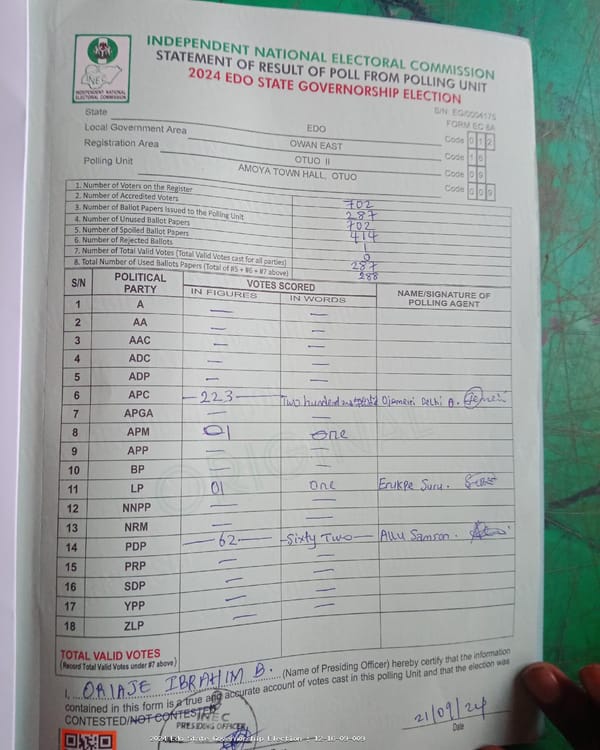 INDEPENDENT NATIONAL ELECTORAL COMMISSION
STATEMENT OF RESULT OF POLL FROM POLLING UNIT
2024 EDO STATE GOVERNORSHIP ELECTION
INEC
INDEPENDENT NATIONAL
ELECTORAL COMMISSION
S/N: EG/0004175
FORM EC 8A
State EDO Code 0 1 2
Local Government Area OWAN EAST Code 1 6
Registration Area OTUO II Code 0 9
Polling Unit AMOYA TOWN HALL, OTUO Code 0 0 9
1. Number of Voters on the Register 702
2. Number of Accredited Voters 287
3. Number of Ballot Papers Issued to the Polling Unit 702
4. Number of Unused Ballot Papers 414
5. Number of Spoiled Ballot Papers 1
6. Number of Rejected Ballots 0
7. Number of Total Valid Votes (Total Valid Votes cast for all parties) 287
8. Total Number of Used Ballots Papers (Total of #5 + #6 + #7 above) 288
S/N POLITICAL PARTY VOTES SCORED NAME/SIGNATURE OF POLLING AGENT
IN FIGURES IN WORDS
1 A — —
2 AA — —
3 AAC — —
4 ADC — —
5 ADP — —
6 APC —223— Two hundred Ojemeiri Delhi A.
7 APGA — —
8 APM 01 one
9 APP — —
10 BP — —
11 LP 01 one Erukpe Suru.
12 NNPP — —
13 NRM — —
14 PDP —62— —Sixty Two— Allu Samson.
15 PRP — —
16 SDP — —
17 YPP — —
18 ZLP — —
TOTAL VALID VOTES
(Record Total Valid Votes under #7 above)
I, ORIAJE IBRAHIM B. (Name of Presiding Officer) hereby certify that the information
contained in this form is a true and accurate account of votes cast in this polling Unit and that the election was
CONTESTED/NOT CONTESTED
INEC
PRESIDING OFFICER
21/09/24
Date
2024 Edo State Governorship Election - 12-16-09-009